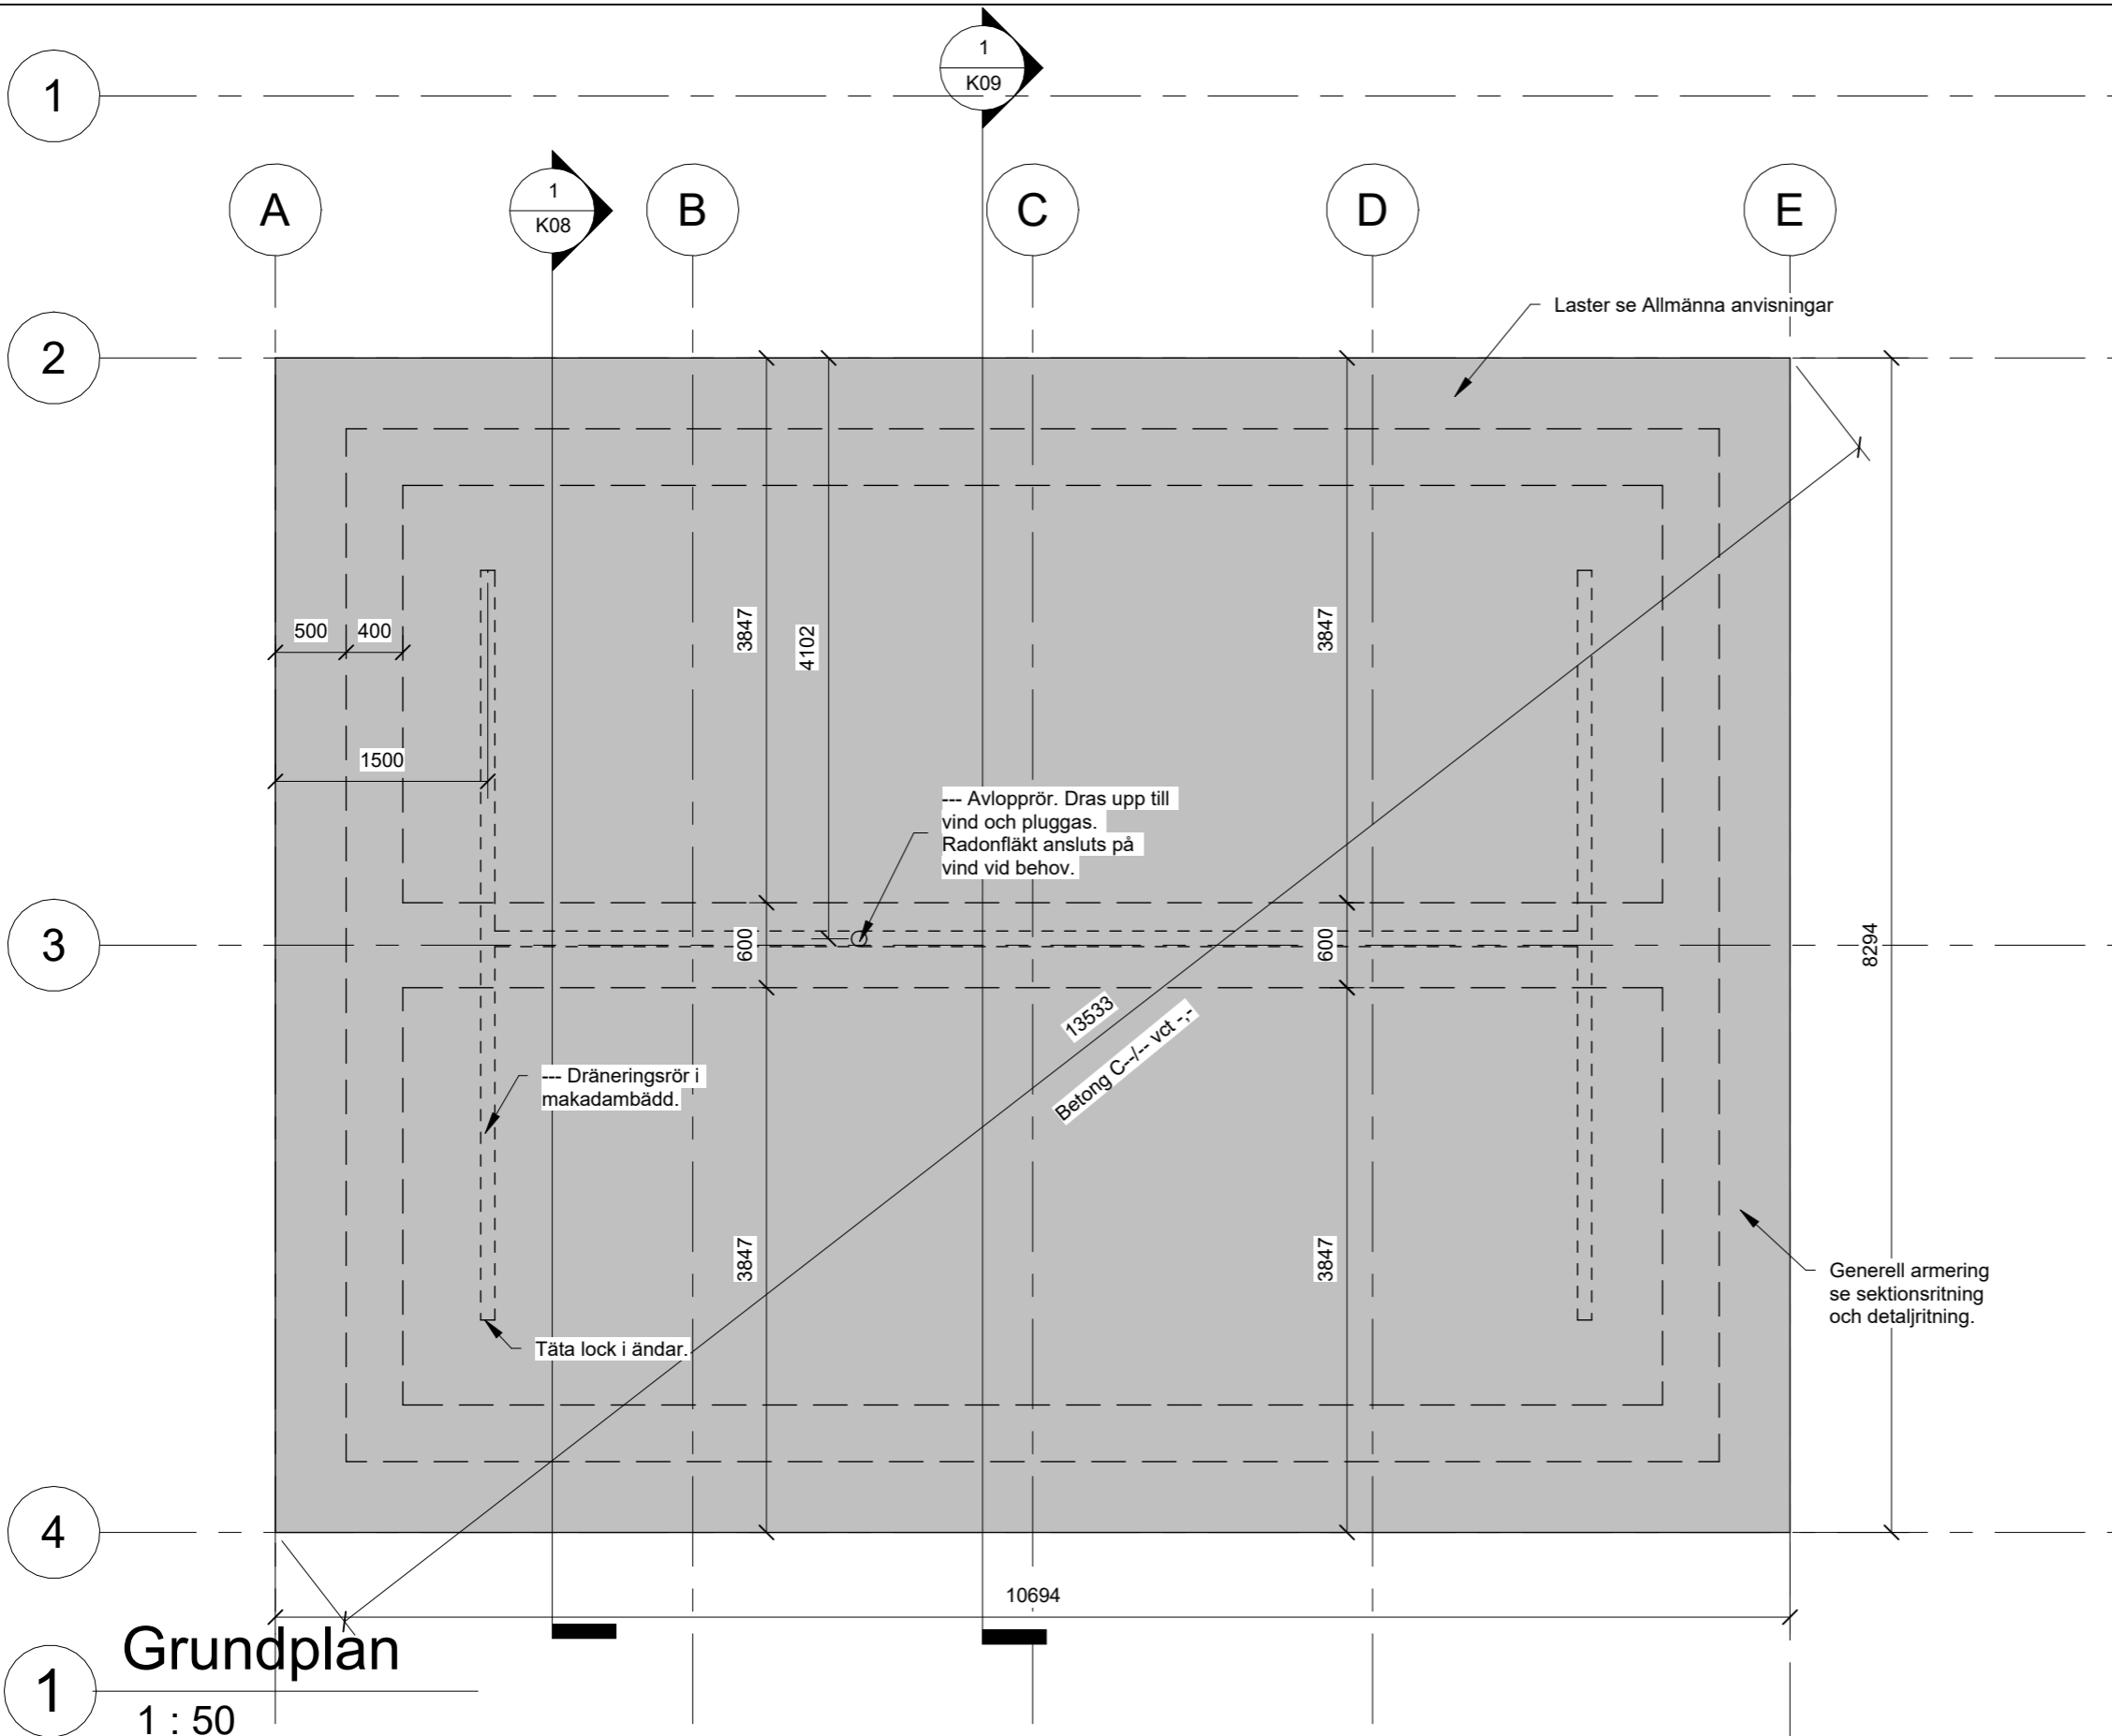 1
1
K09
A
1
K08
B
C
D
E
Laster se Allmänna anvisningar
2
500
400
3847
4102
3847
1500
--- Avlopprör. Dras upp till
vind och pluggas.
Radonfläkt ansluts på
vind vid behov.
3
600
600
8294
13533
Betong C--/-- vct -,-
--- Dräneringsrör i
makadambädd.
3847
3847
Generell armering
se sektionsritning
och detaljritning.
Täta lock i ändar.
4
10694
1
Grundplan
1 : 50